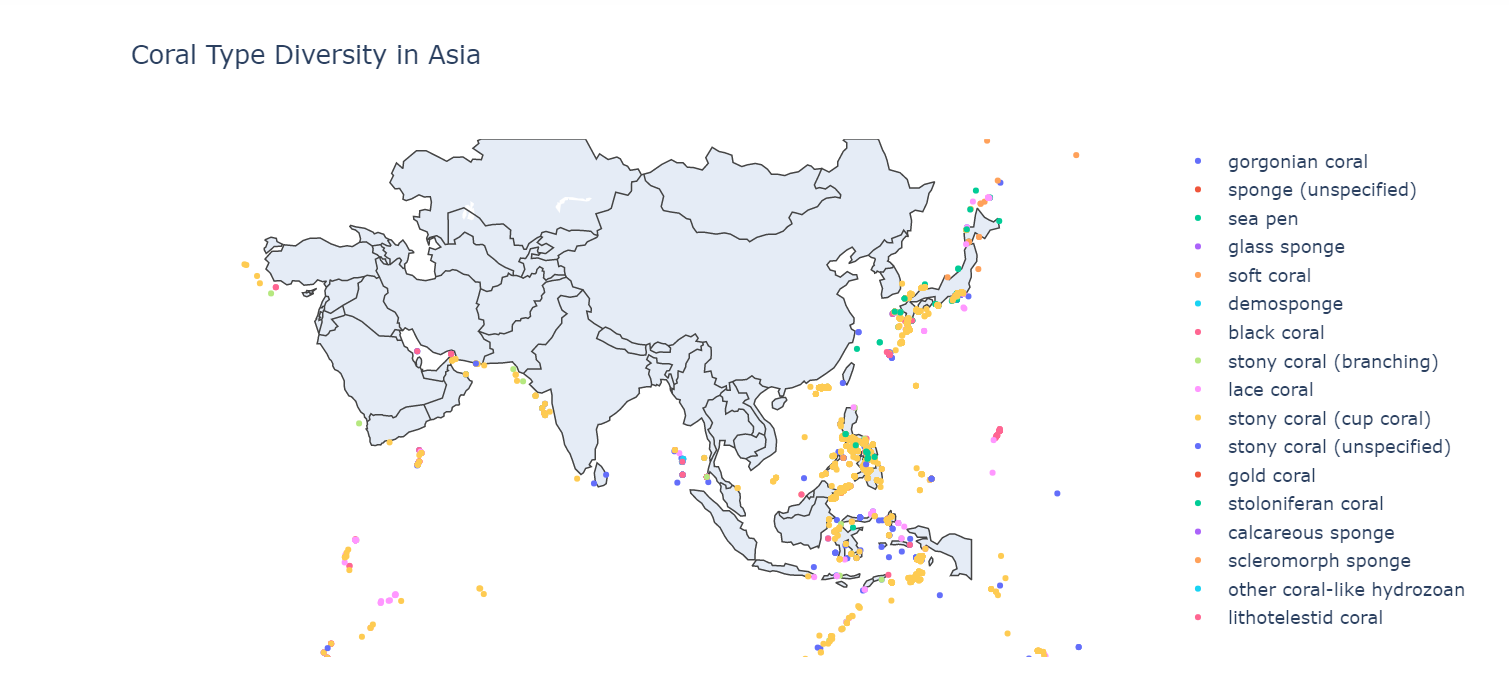 Coral Type Diversity in Asia
gorgonian coral
sponge (unspecified)
sea pen
glass sponge
soft coral
demosponge
black coral
stony coral (branching)
lace coral
stony coral (cup coral)
stony coral (unspecified)
gold coral
stoloniferan coral
calcareous sponge
scleromorph sponge
other coral-like hydrozoan
lithotelestid coral